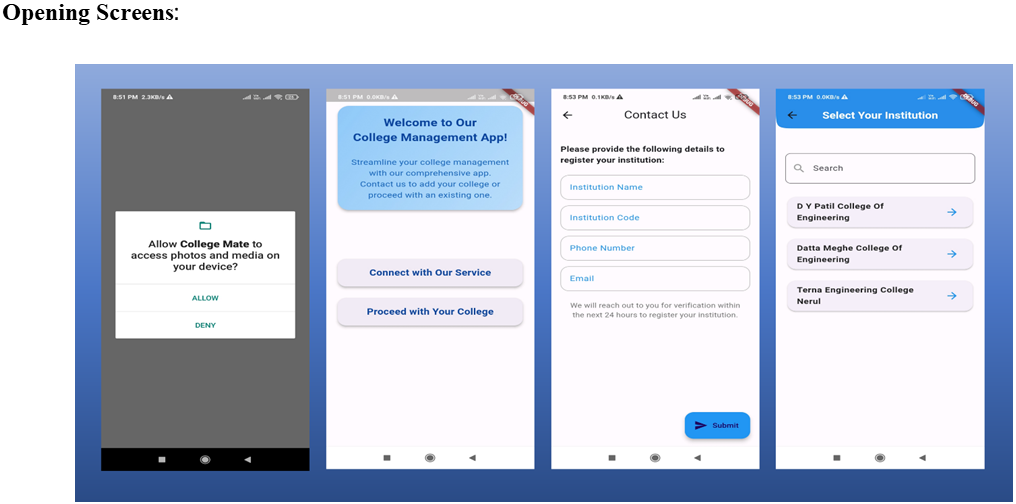 Opening Screens:
8:51 PM 2.3KB/s
Allow College Mate to
access photos and media on
your device?
ALLOW
DENY
8:51 PM 0.0KB/s
Welcome to Our
College Management App!
Streamline your college management
with our comprehensive app.
Contact us to add your college or
proceed with an existing one.
Connect with Our Service
Proceed with Your College
8:53 PM 0.1KB/s
Contact Us
Please provide the following details to
register your institution:
Institution Name
Institution Code
Phone Number
Email
We will reach out to you for verification within
the next 24 hours to register your institution.
Submit
8:53 PM 0.0KB/s
Select Your Institution
Search
D Y Patil College Of
Engineering
Datta Meghe College Of
Engineering
Terna Engineering College
Nerul